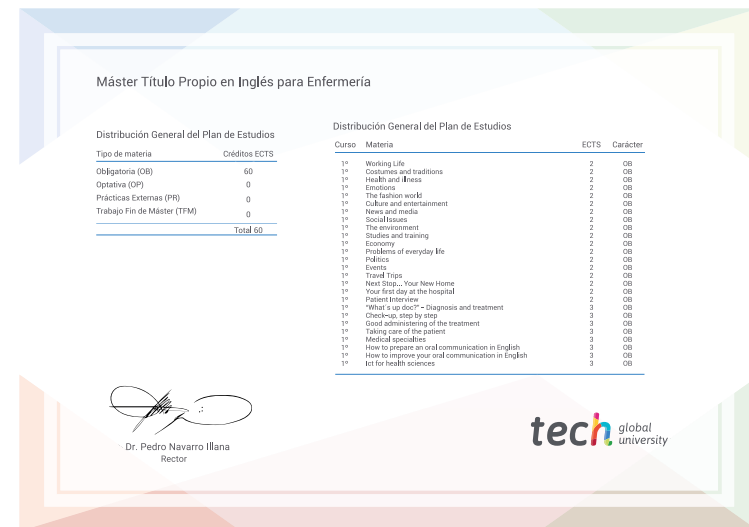 Máster Título Propio en Inglés para Enfermería
Distribución General del Plan de Estudios
Tipo de materia Créditos ECTS
Obligatoria (OB) 60
Optativa (OP) 0
Prácticas Externas (PR) 0
Trabajo Fin de Máster (TFM) 0
Total 60
Distribución General del Plan de Estudios
Curso Materia ECTS Carácter
1º Working Life 2 OB
1º Costumes and traditions 2 OB
1º Health and illness 2 OB
1º Emotions 2 OB
1º The fashion world 2 OB
1º Culture and entertainment 2 OB
1º News and media 2 OB
1º Social Issues 2 OB
1º The environment 2 OB
1º Studies and training 2 OB
1º Economy 2 OB
1º Problems of everyday life 2 OB
1º Politics 2 OB
1º Events 2 OB
1º Travel Trips 2 OB
1º Next Stop... Your New Home 2 OB
1º Your first day at the hospital 2 OB
1º Patient Interview 2 OB
1º "What´s up doc?" – Diagnosis and treatment 3 OB
1º Check-up, step by step 3 OB
1º Good administering of the treatment 3 OB
1º Taking care of the patient 3 OB
1º Medical specialties 3 OB
1º How to prepare an oral communication in English 3 OB
1º How to improve your oral communication in English 3 OB
1º Ict for health sciences 3 OB
Dr. Pedro Navarro Illana
Rector
tech global university